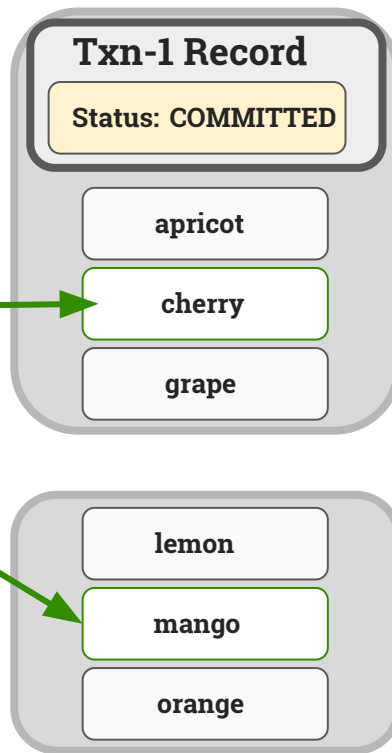 Txn-1 Record
Status: COMMITTED
apricot
cherry
grape
lemon
mango
orange